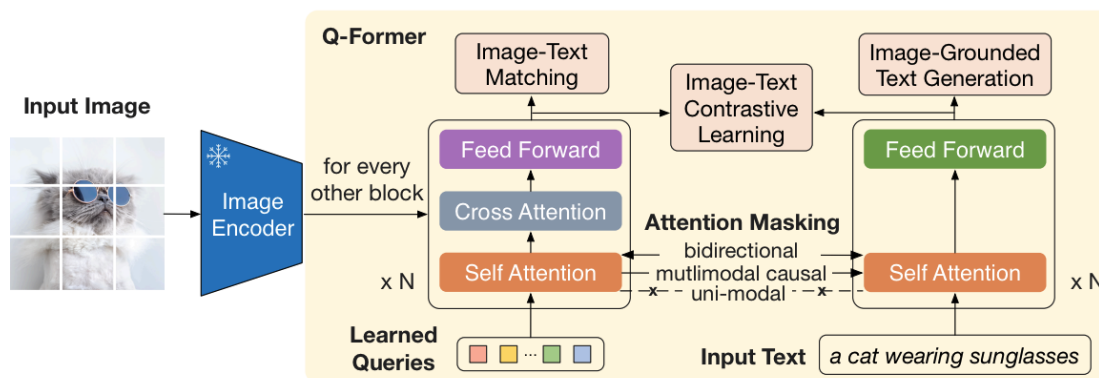 Q-Former
Input Image
Image-Text
Matching
Image-Text
Contrastive
Learning
Image-Grounded
Text Generation
Feed Forward
Feed Forward
for every
other block
Image
Encoder
Cross Attention
Attention Masking
bidirectional
Self Attention
mutlimodal causal
Self Attention
uni-modal
x N
x N
Learned
Queries
...
Input Text
a cat wearing sunglasses